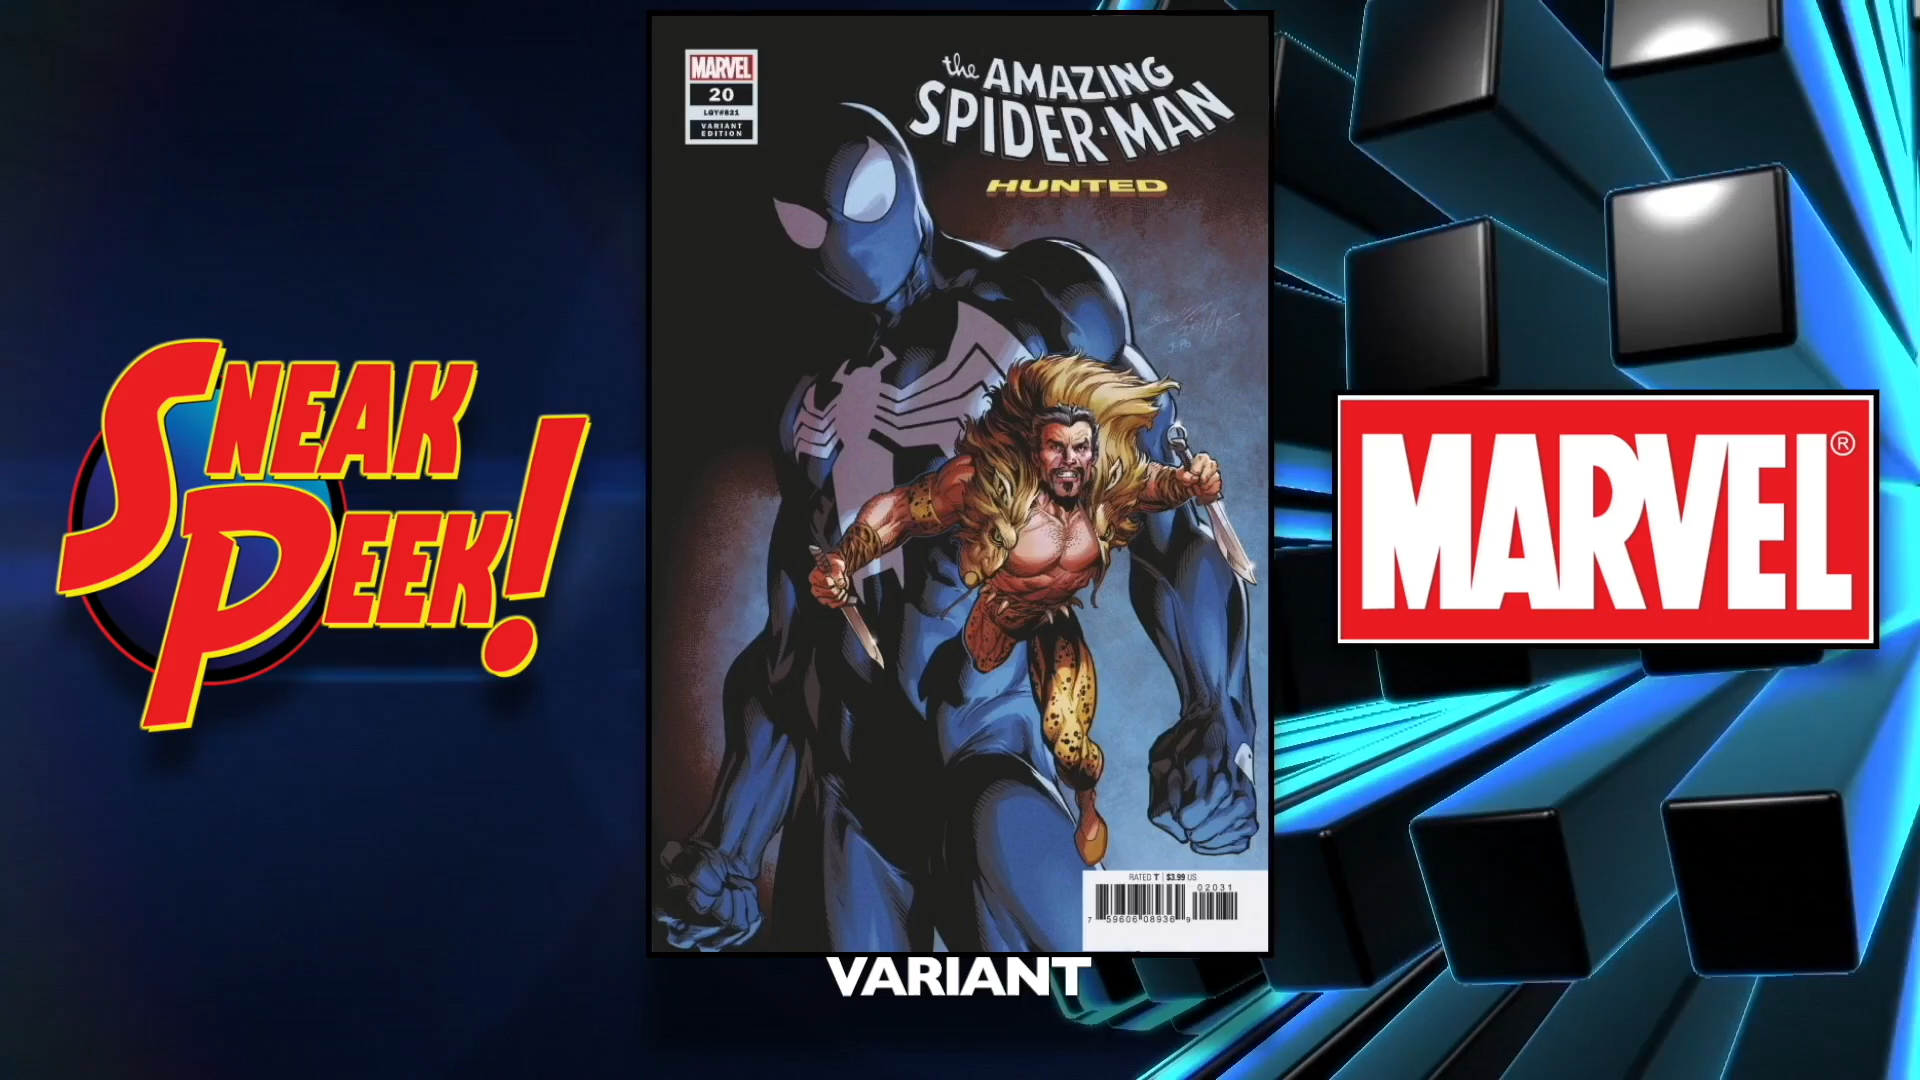 SNEAK
PEEK!
MARVEL
20
LGY#821
VARIANT
EDITION
the AMAZING
SPIDER-MAN
HUNTED
RATED T $3.99 US
02031
7 59606 08936 9
VARIANT
MARVEL®